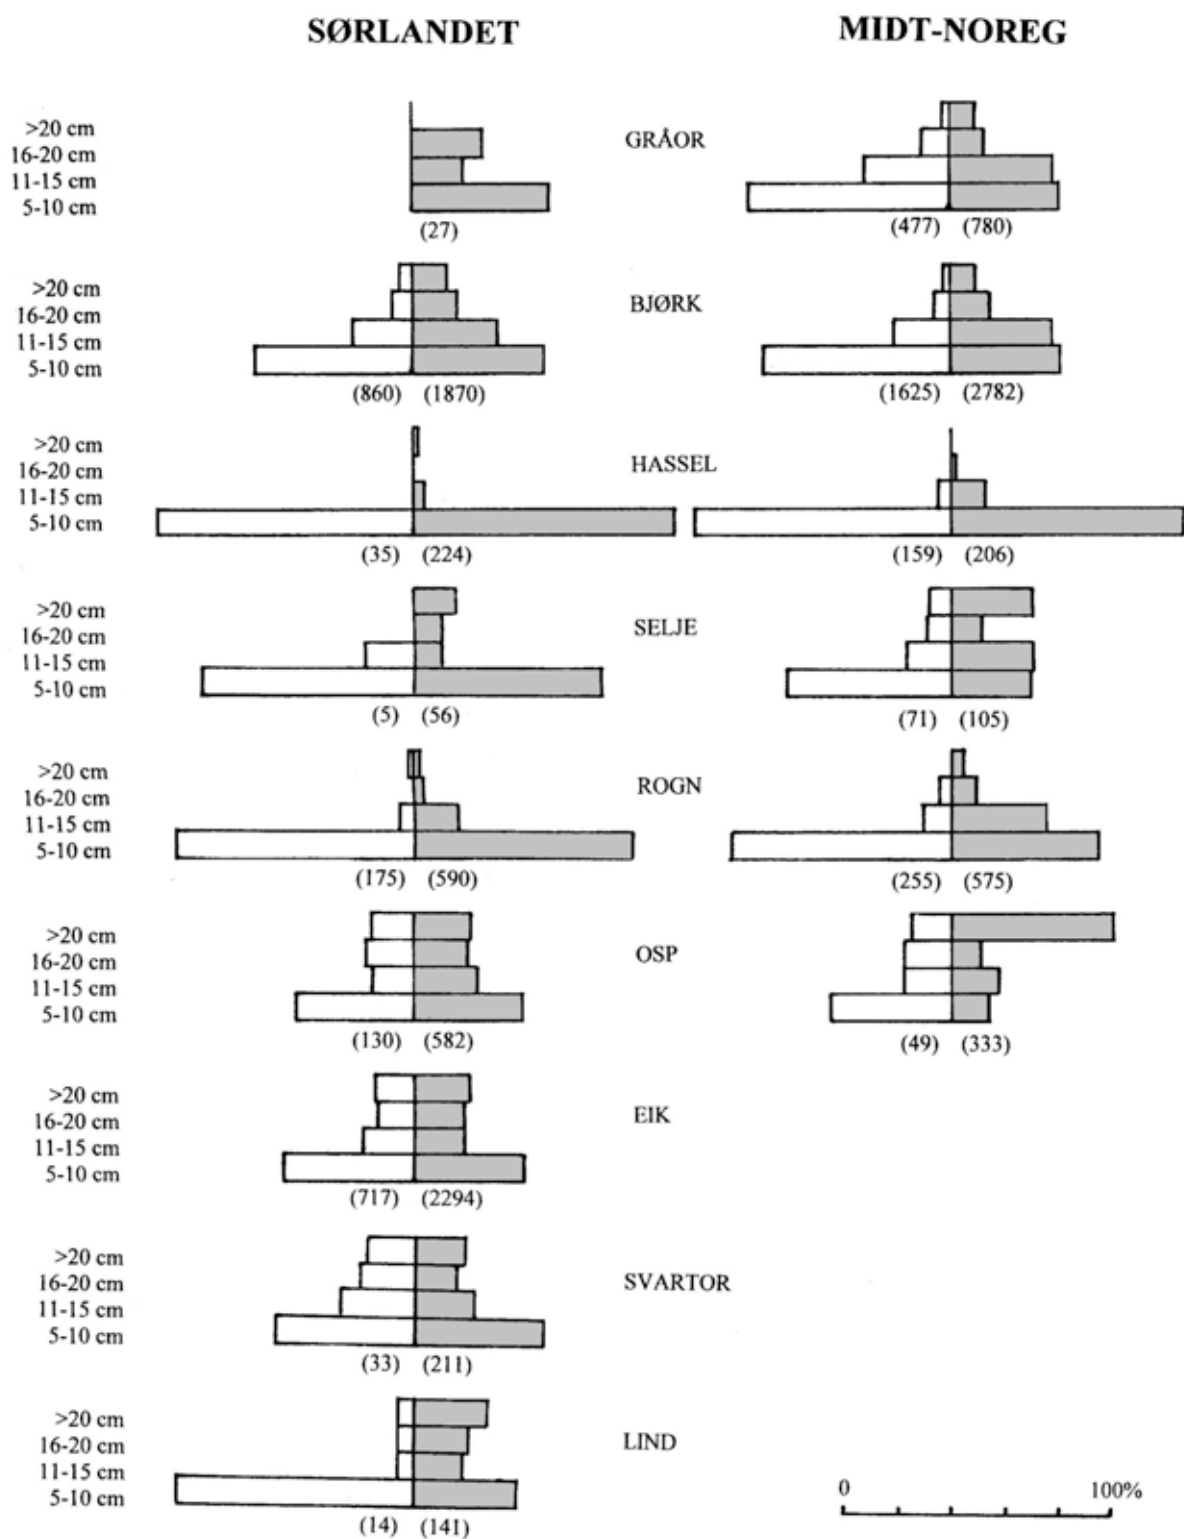 SØRLANDET MIDT-NOREG
>20 cm
16-20 cm
11-15 cm
5-10 cm
GRÅOR
(27) (477) (780)
>20 cm
16-20 cm
11-15 cm
5-10 cm
BJØRK
(860) (1870) (1625) (2782)
>20 cm
16-20 cm
11-15 cm
5-10 cm
HASSEL
(35) (224) (159) (206)
>20 cm
16-20 cm
11-15 cm
5-10 cm
SELJE
(5) (56) (71) (105)
>20 cm
16-20 cm
11-15 cm
5-10 cm
ROGN
(175) (590) (255) (575)
>20 cm
16-20 cm
11-15 cm
5-10 cm
OSP
(130) (582) (49) (333)
>20 cm
16-20 cm
11-15 cm
5-10 cm
EIK
(717) (2294)
>20 cm
16-20 cm
11-15 cm
5-10 cm
SVARTOR
(33) (211)
>20 cm
16-20 cm
11-15 cm
5-10 cm
LIND
(14) (141)
0 100%